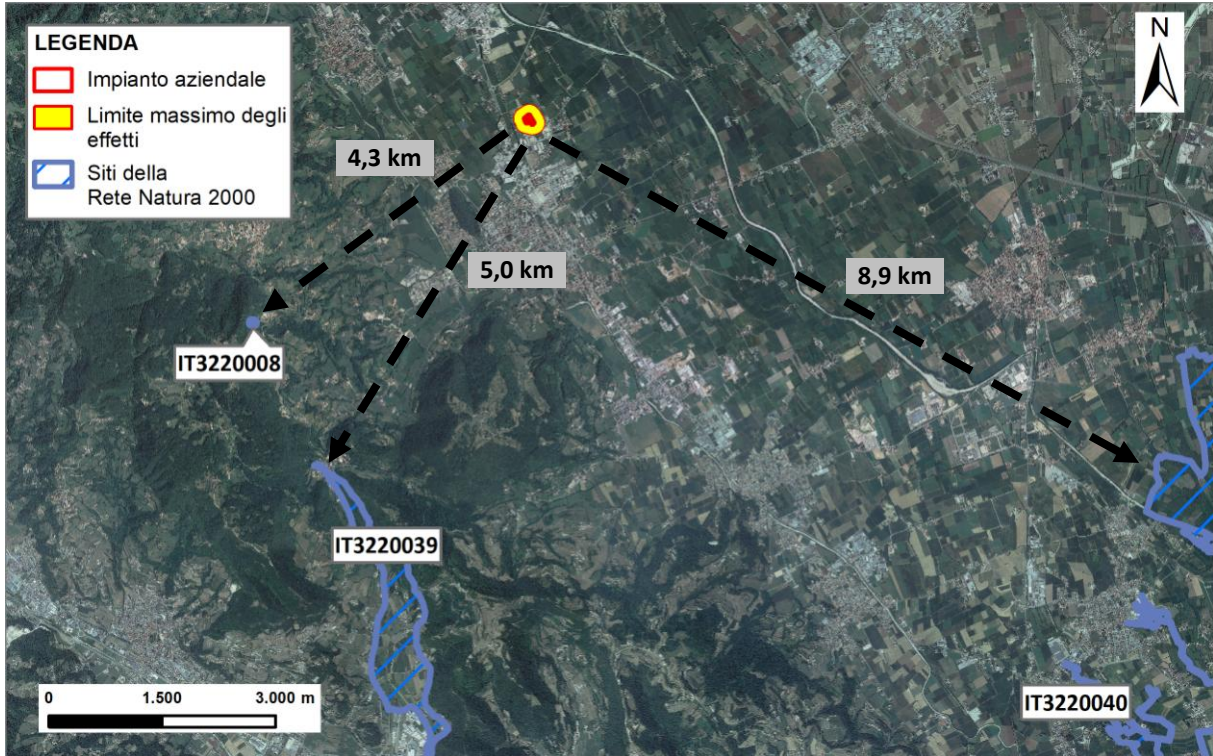 LEGENDA
Impianto aziendale
Limite massimo degli
effetti
Siti della
Rete Natura 2000
N
4,3 km
5,0 km
8,9 km
IT3220008
IT3220039
IT3220040
0 1.500 3.000 m